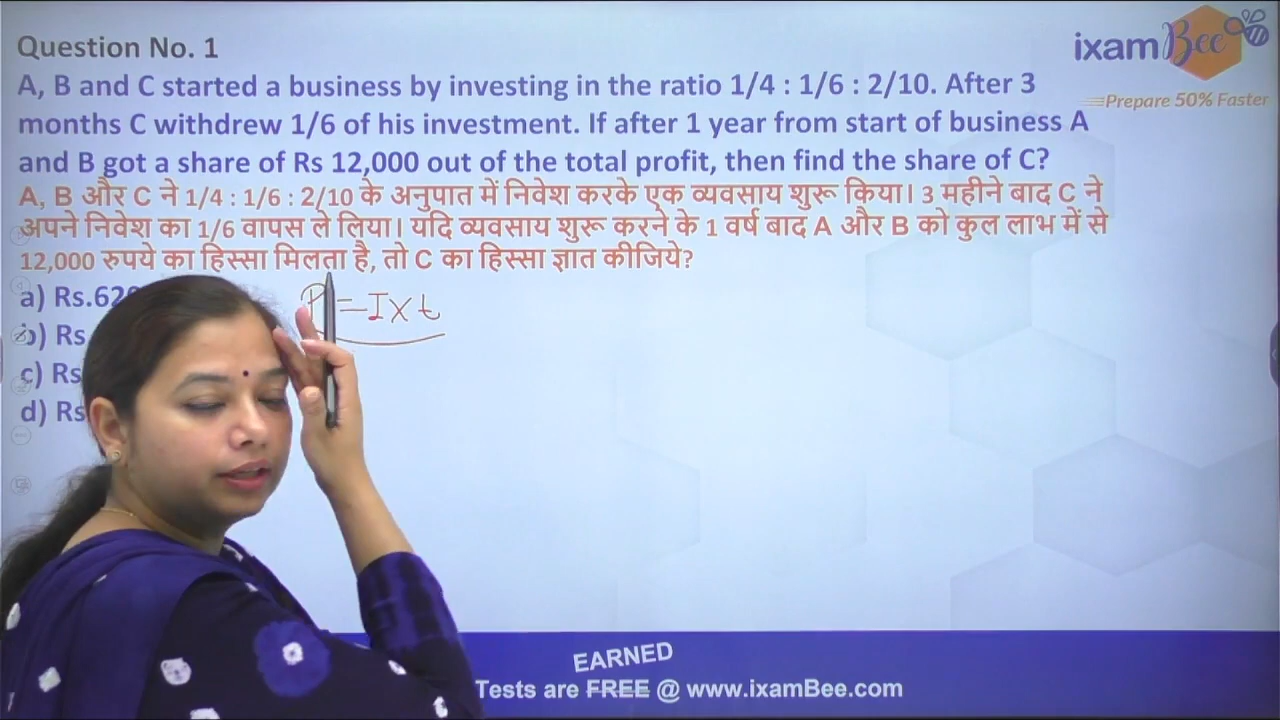 Question No. 1
ixamBee
A, B and C started a business by investing in the ratio 1/4 : 1/6 : 2/10. After 3
Prepare 50% Faster
months C withdrew 1/6 of his investment. If after 1 year from start of business A
and B got a share of Rs 12,000 out of the total profit, then find the share of C?
A, B और C ने 1/4 : 1/6 : 2/10 के अनुपात में निवेश करके एक व्यवसाय शुरू किया। 3 महीने बाद C ने
अपने निवेश का 1/6 वापस ले लिया। यदि व्यवसाय शुरू करने के 1 वर्ष बाद A और B को कुल लाभ में से
12,000 रुपये का हिस्सा मिलता है, तो C का हिस्सा ज्ञात कीजिये?
a) Rs.62
P = I x t
b) Rs
c) Rs
d) Rs
EARNED
Tests are FREE @ www.ixamBee.com